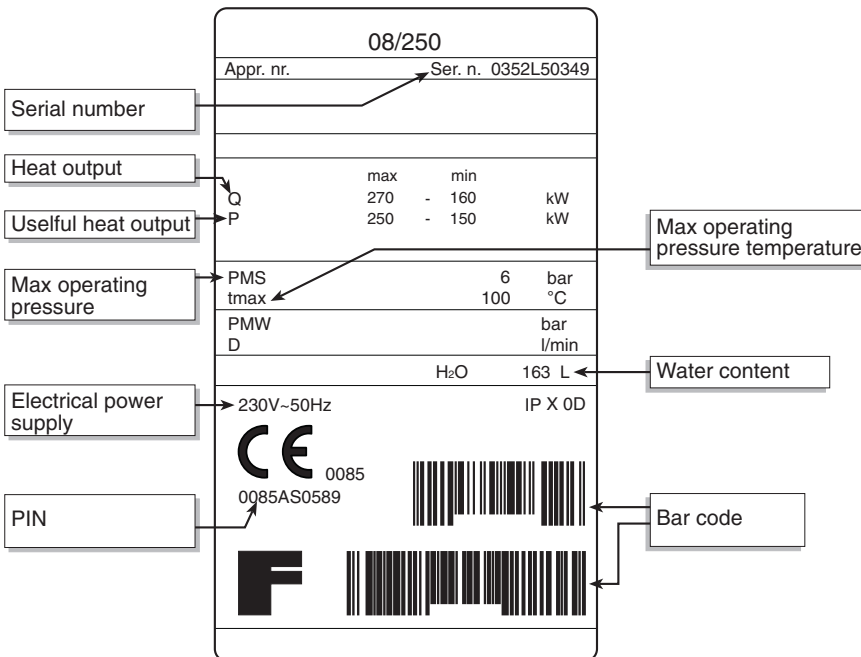 08/250
Appr. nr. Ser. n. 0352L50349
Serial number
Heat output
max min
Q 270 - 160 kW
Uselful heat output
P 250 - 150 kW
Max operating
pressure temperature
Max operating
pressure
PMS 6 bar
tmax 100 °C
PMW bar
D l/min
H2O 163 L
Water content
Electrical power
supply
230V~50Hz IP X 0D
CE 0085
0085AS0589
PIN
Bar code
F